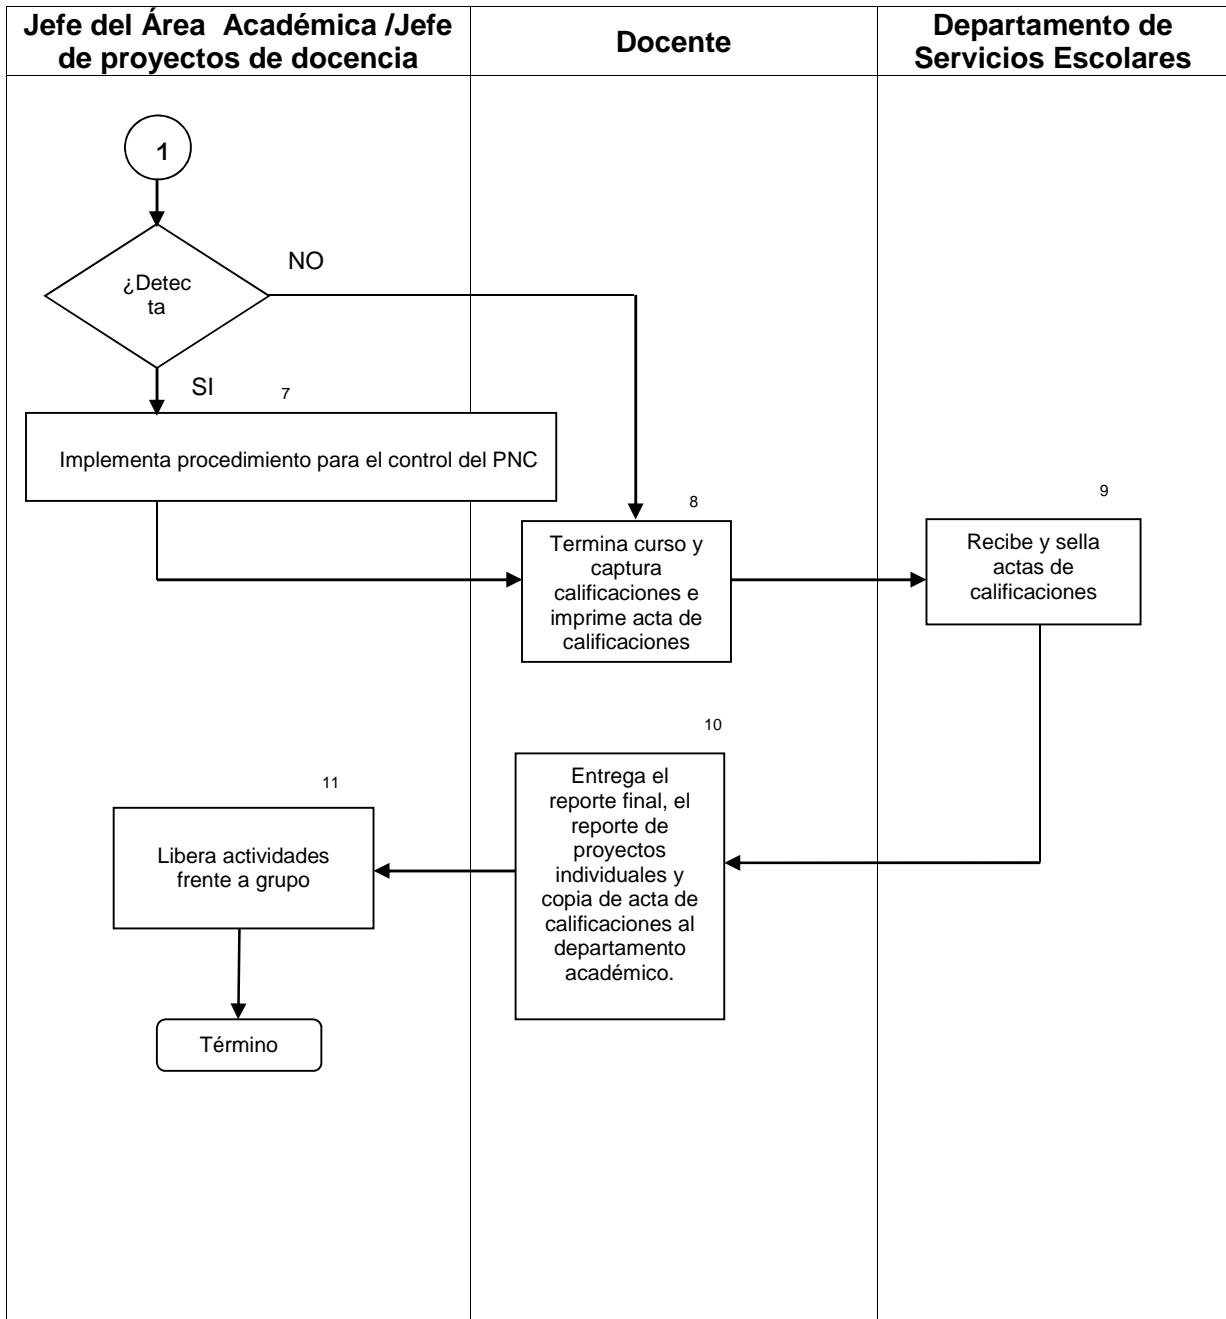 Jefe del Área Académica /Jefe
de proyectos de docencia
Docente
Departamento de
Servicios Escolares
1
¿Detec
ta
NO
SI
7
Implementa procedimiento para el control del PNC
8
Termina curso y
captura
calificaciones e
imprime acta de
calificaciones
9
Recibe y sella
actas de
calificaciones
10
Entrega el
reporte final, el
reporte de
proyectos
individuales y
copia de acta de
calificaciones al
departamento
académico.
11
Libera actividades
frente a grupo
Término